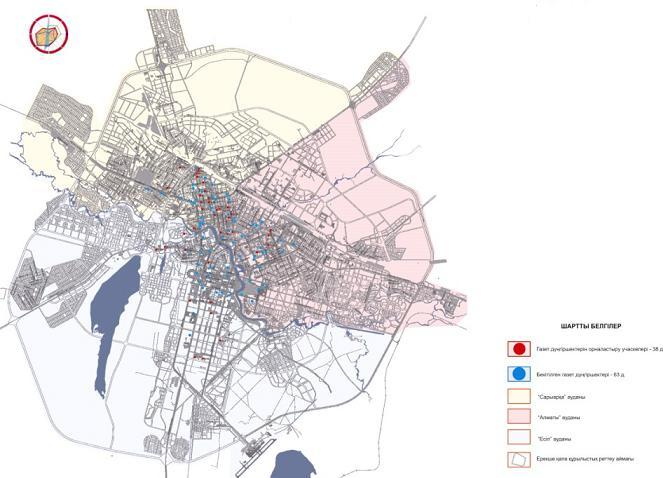 ШАРТТЫ БЕЛГІЛЕР
Газет дүңгіршектерін орналастыру учаскелері - 38 д
Бекітілген газет дүңгіршектері - 63 д.
"Сарыарқа" ауданы
"Алматы" ауданы
"Есіл" ауданы
Ерекше қала құрылыстық реттеу аймағы